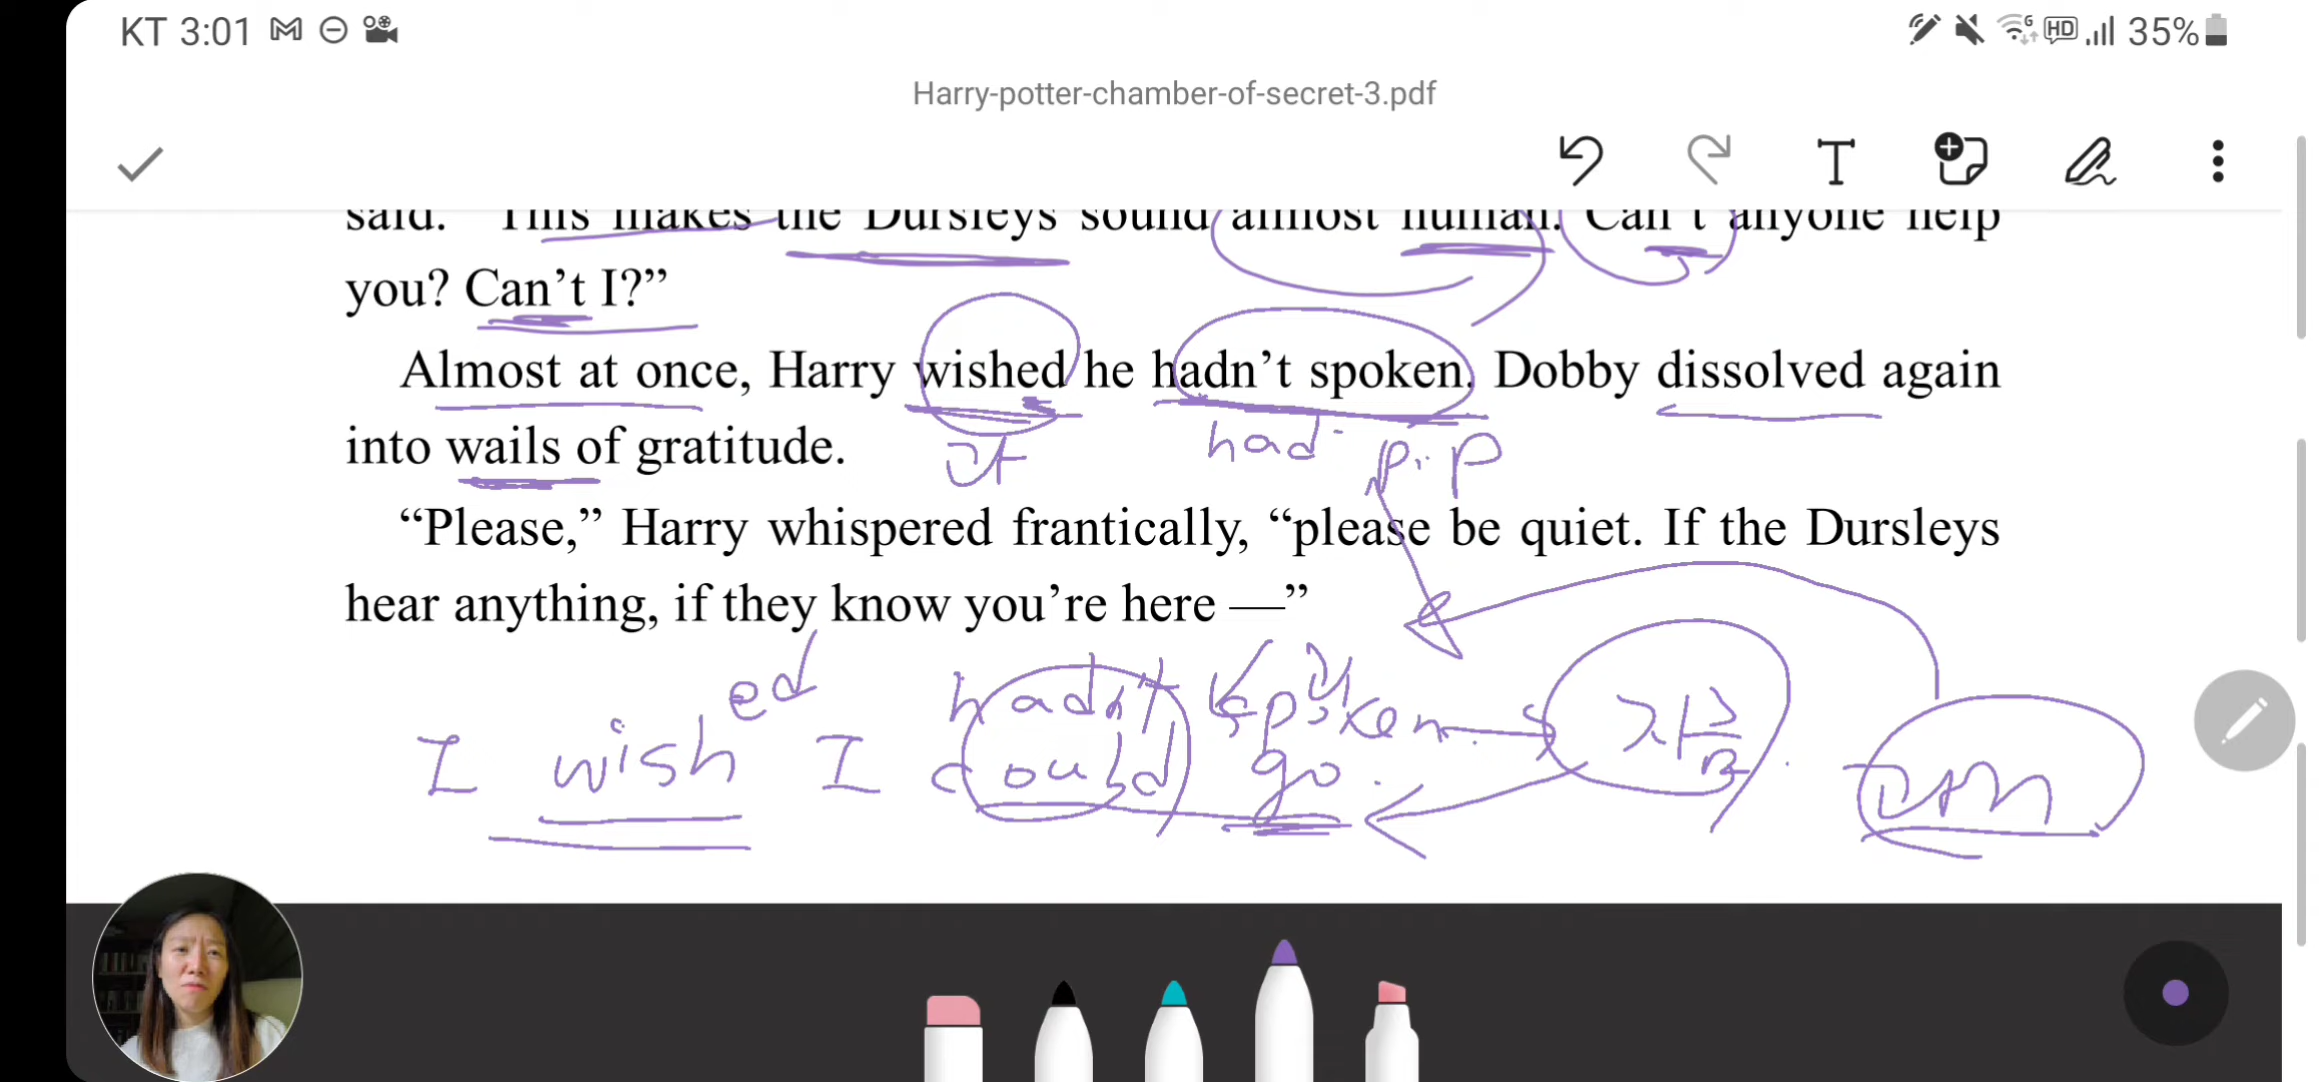 KT 3:01 HD 35%
Harry-potter-chamber-of-secret-3.pdf
T
said. “This makes the Dursleys sound almost human. Can’t anyone help
you? Can’t I?”
Almost at once, Harry wished he hadn’t spoken. Dobby dissolved again
into wails of gratitude.
had p.p
“Please,” Harry whispered frantically, “please be quiet. If the Dursleys
hear anything, if they know you’re here —”
ed hadn't spoken
I wish I could go.